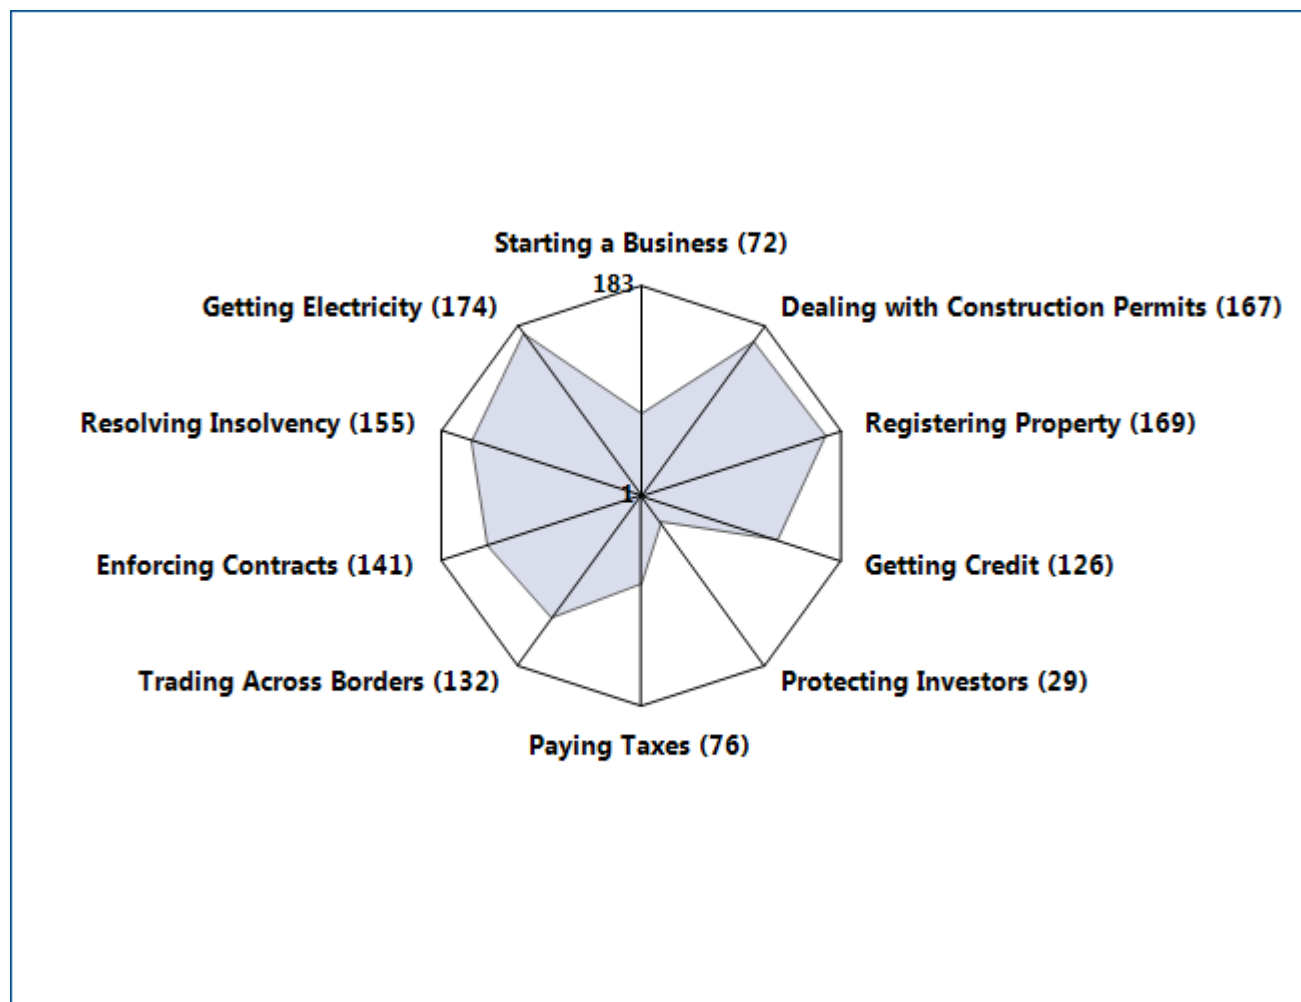 Starting a Business (72)
183
Getting Electricity (174)
Dealing with Construction Permits (167)
Resolving Insolvency (155)
Registering Property (169)
1
Enforcing Contracts (141)
Getting Credit (126)
Trading Across Borders (132)
Protecting Investors (29)
Paying Taxes (76)